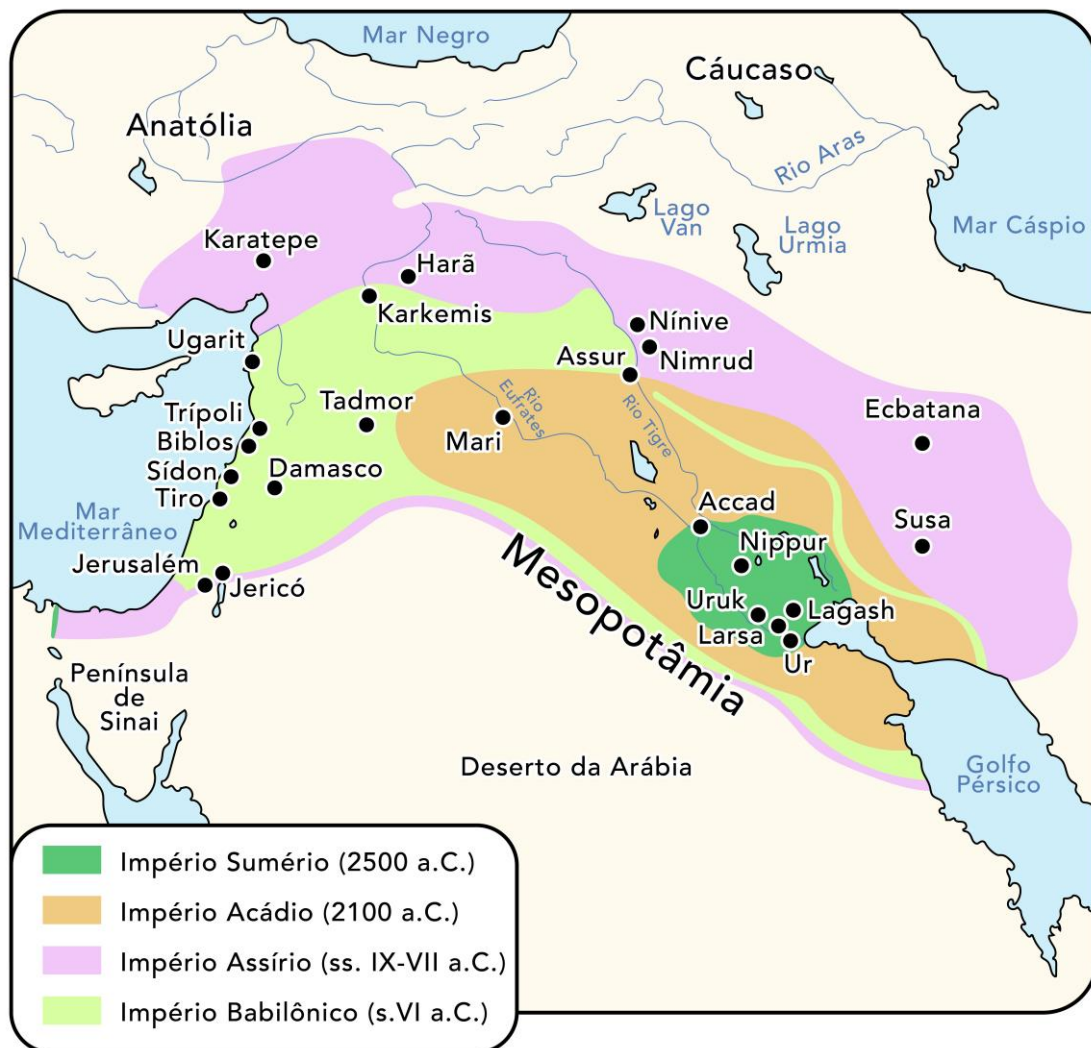 Mar Negro
Cáucaso
Anatólia
Rio Aras
Lago
Van
Lago
Urmia
Mar Cáspio
Karatepe
Harã
Karkemis
Nínive
Nimrud
Ugarit
Assur
Tadmor
Rio
Eufrates
Rio Tigre
Ecbatana
Trípoli
Biblos
Mari
Sídon
Damasco
Tiro
Mar
Mediterrâneo
Accad
Susa
Nippur
Jerusalém
Jericó
Mesopotâmia
Uruk
Lagash
Larsa
Ur
Península
de
Sinai
Deserto da Arábia
Golfo
Pérsico
Império Sumério (2500 a.C.)
Império Acádio (2100 a.C.)
Império Assírio (ss. IX-VII a.C.)
Império Babilônico (s.VI a.C.)